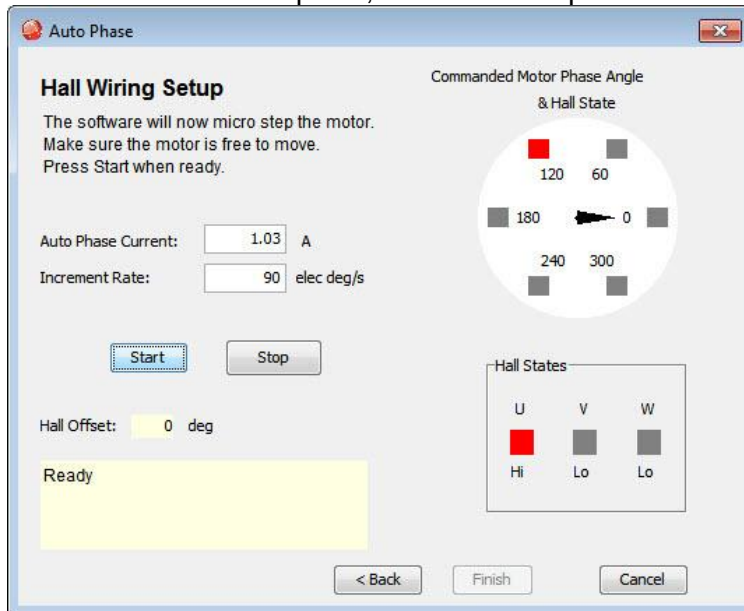 Auto Phase
Hall Wiring Setup
The software will now micro step the motor.
Make sure the motor is free to move.
Press Start when ready.
Auto Phase Current: 1.03 A
Increment Rate: 90 elec deg/s
Start Stop
Hall Offset: 0 deg
Ready
Commanded Motor Phase Angle
& Hall State
120 60
180 0
240 300
Hall States
U V W
Hi Lo Lo
< Back Finish Cancel